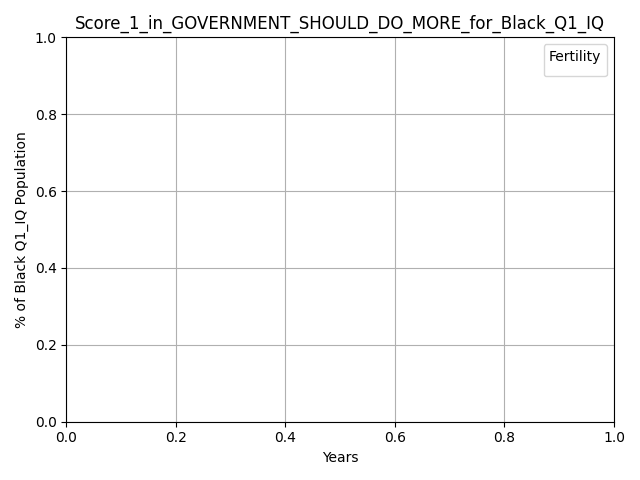 Score_1_in_GOVERNMENT_SHOULD_DO_MORE_for_Black_Q1_IQ
Fertility
% of Black Q1_IQ Population
1.0
0.8
0.6
0.4
0.2
0.0
0.0 0.2 0.4 0.6 0.8 1.0
Years